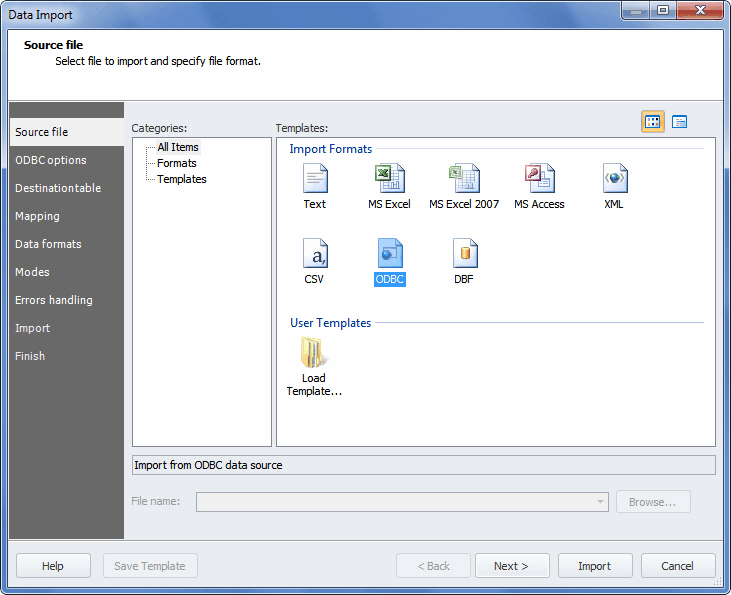 Data Import
Source file
Select file to import and specify file format.
Source file
ODBC options
Destinationtable
Mapping
Data formats
Modes
Errors handling
Import
Finish
Categories:
All Items
Formats
Templates
Templates:
Import Formats
Text
MS Excel
MS Excel 2007
MS Access
XML
CSV
ODBC
DBF
User Templates
Load
Template...
Import from ODBC data source
File name:
Browse...
Help
Save Template
< Back
Next >
Import
Cancel